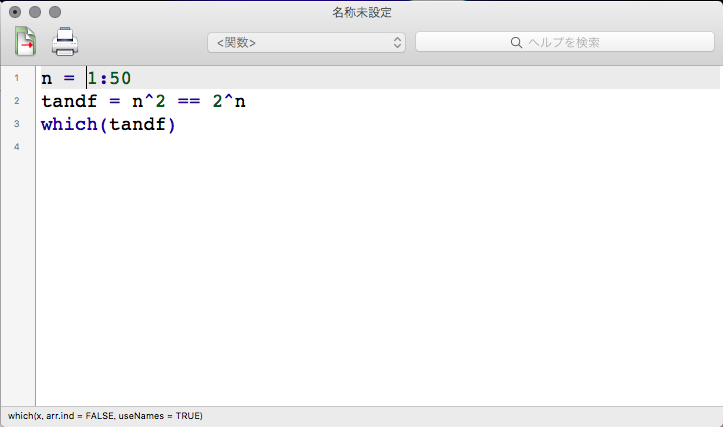 名称未設定
<関数>
ヘルプを検索
1 n = 1:50
2 tandf = n^2 == 2^n
3 which(tandf)
4
which(x, arr.ind = FALSE, useNames = TRUE)